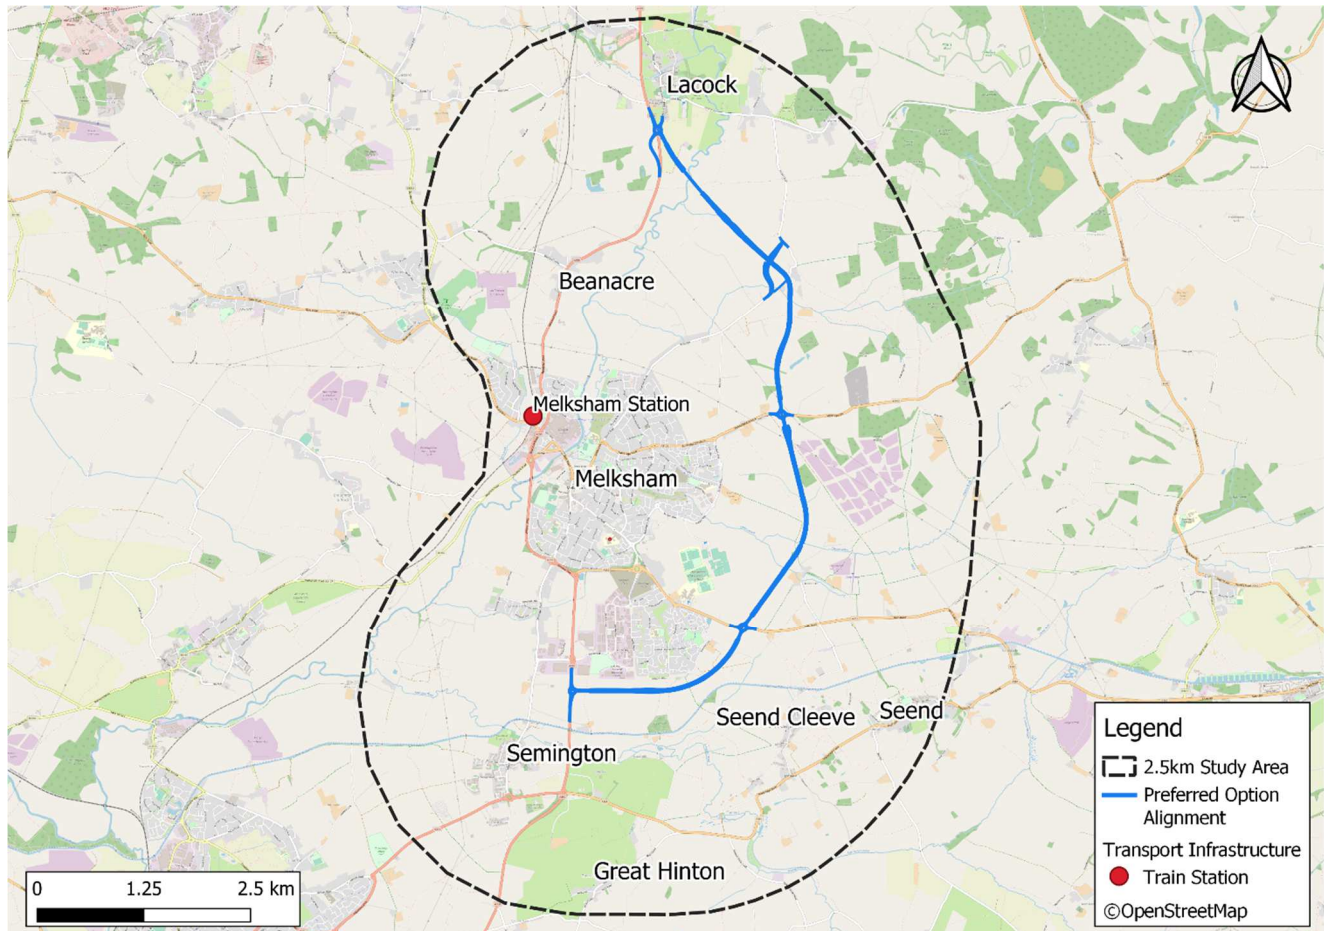 Lacock
Beanacre
Melksham Station
Melksham
Seend Cleeve
Seend
Semington
Great Hinton
Legend
2.5km Study Area
Preferred Option
Alignment
Transport Infrastructure
Train Station
©OpenStreetMap
0 1.25 2.5 km